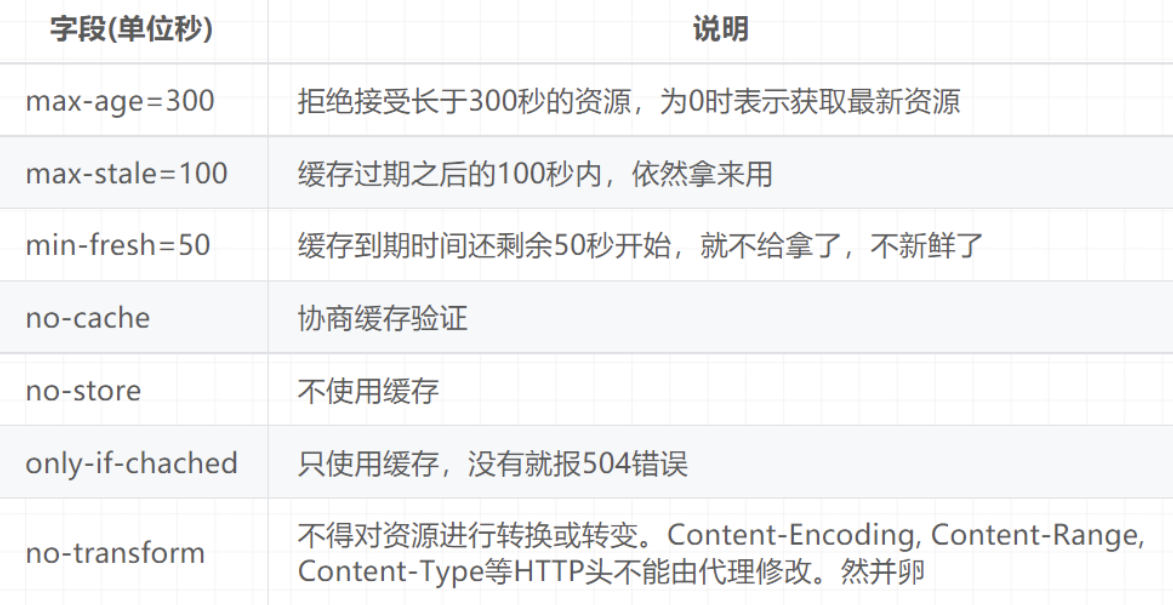 字段(单位秒) 说明
max-age=300 拒绝接受长于300秒的资源，为0时表示获取最新资源
max-stale=100 缓存过期之后的100秒内，依然拿来用
min-fresh=50 缓存到期时间还剩余50秒开始，就不给拿了，不新鲜了
no-cache 协商缓存验证
no-store 不使用缓存
only-if-chached 只使用缓存，没有就报504错误
no-transform 不得对资源进行转换或转变。Content-Encoding, Content-Range,
Content-Type等HTTP头不能由代理修改。然并卵